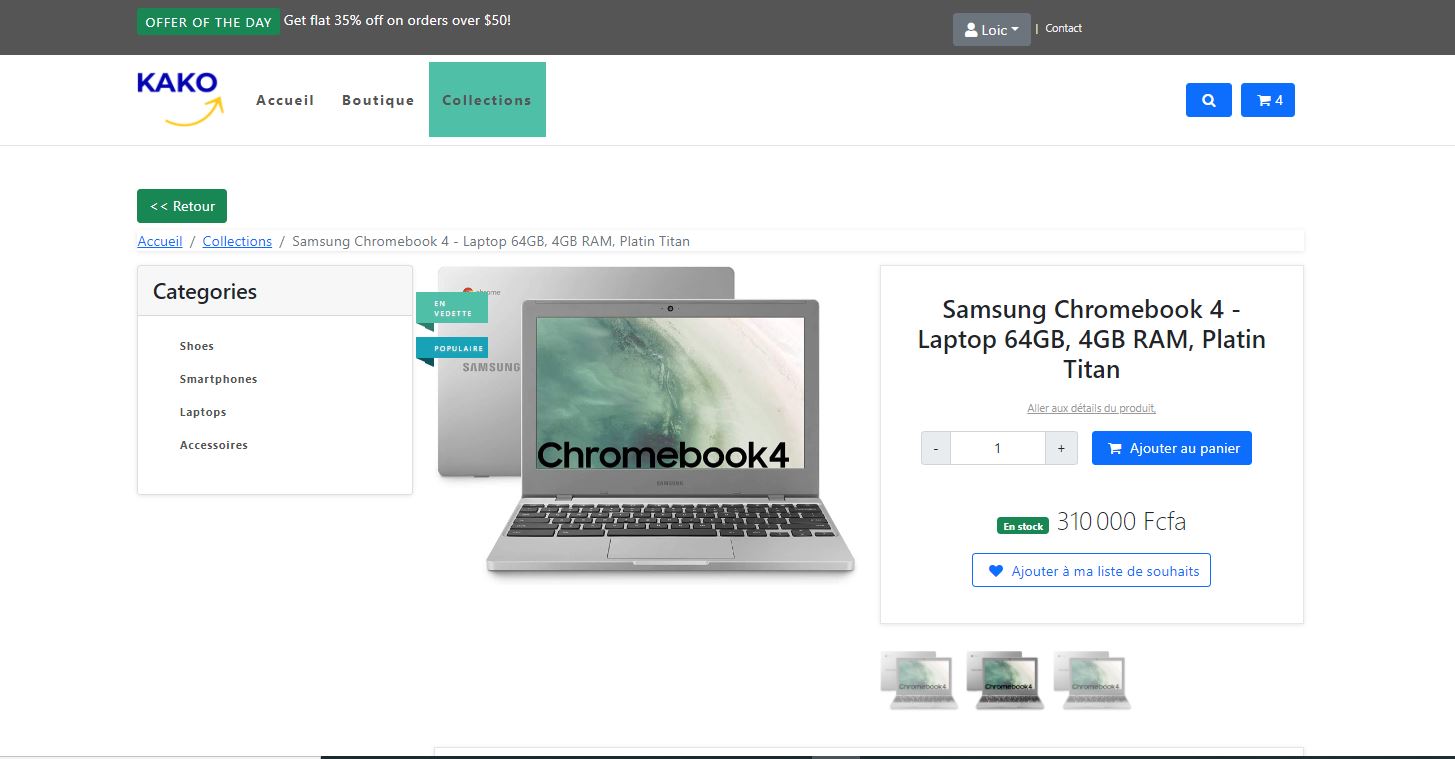 OFFER OF THE DAY Get flat 35% off on orders over $50!
Loic | Contact
KAKO
Accueil Boutique Collections
4
<< Retour
Accueil / Collections / Samsung Chromebook 4 - Laptop 64GB, 4GB RAM, Platin Titan
Categories
Shoes
Smartphones
Laptops
Accessoires
chrome
EN
VEDETTE
POPULAIRE
SAMSUNG
Chromebook4
SAMSUNG
Samsung Chromebook 4 -
Laptop 64GB, 4GB RAM, Platin
Titan
Aller aux détails du produit.
- 1 +
Ajouter au panier
En stock 310 000 Fcfa
Ajouter à ma liste de souhaits
Chromebook4
Chromebook4
Chromebook4